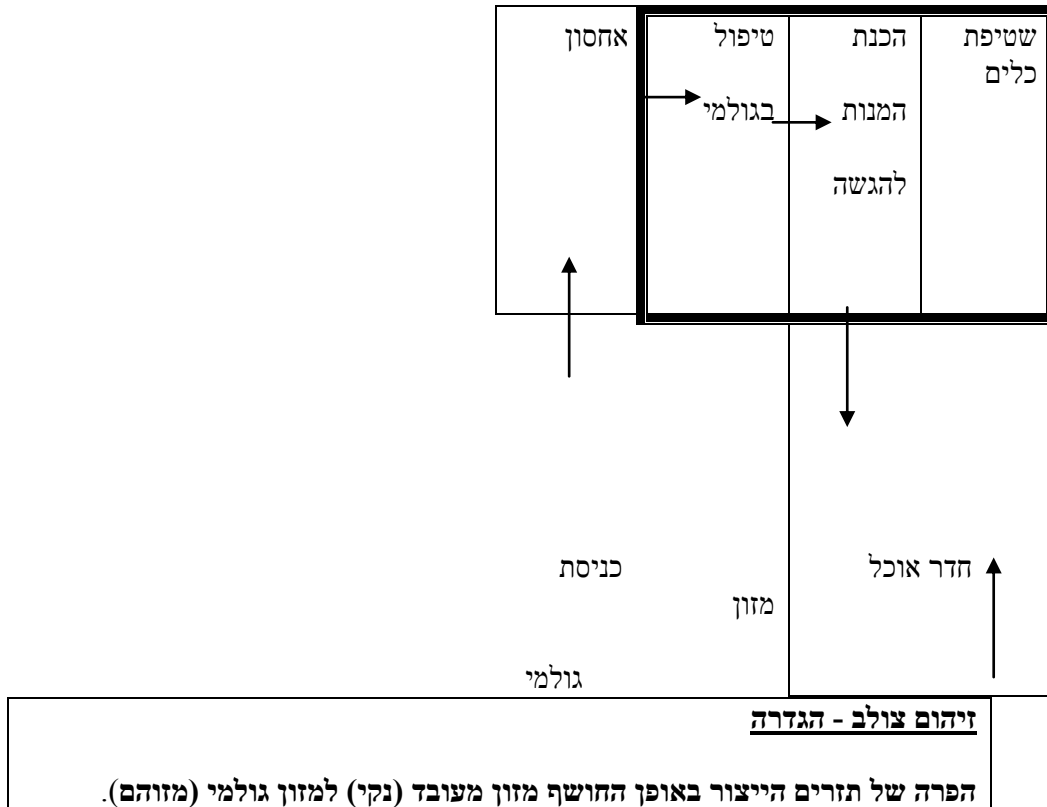 שטיפת
כלים
הכנת
המנות
להגשה
טיפול
בגולמי
אחסון
חדר אוכל
כניסת
מזון
גולמי
זיהום צולב - הגדרה
הפרה של תזרים הייצור באופן החושף מזון מעובד (נקי) למזון גולמי (מזוהם).